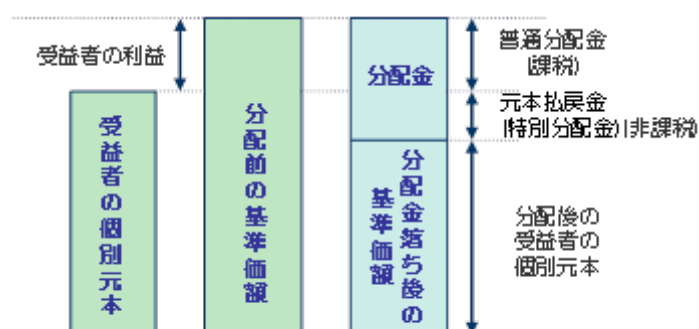 受益者の利益
受益者の個別元本
分配前の基準価額
分配金
分配金落ち後の
基準価額
普通分配金
(課税)
元本払戻金
(特別分配金)(非課税)
分配後の
受益者の
個別元本